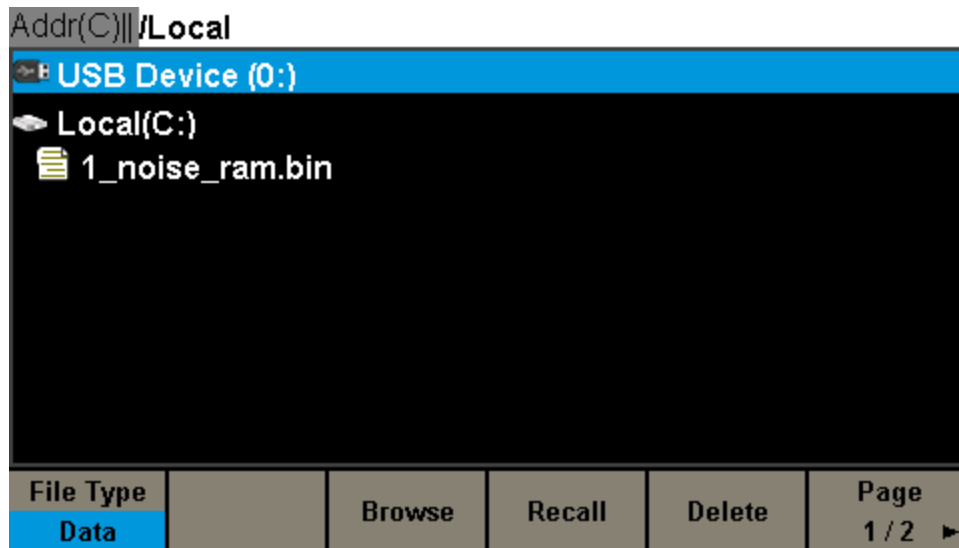 Addr(C)|| /Local
USB Device (0:)
Local(C:)
1_noise_ram.bin
File Type
Data
Browse
Recall
Delete
Page
1 / 2